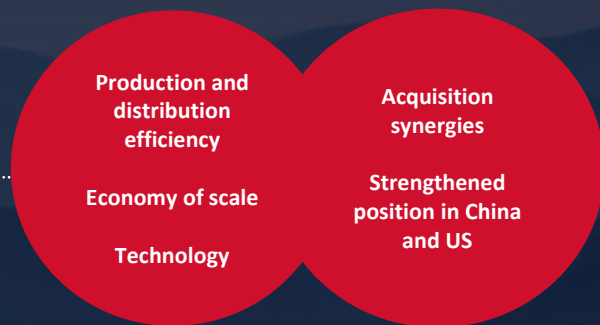 Production and
distribution
efficiency
Economy of scale
Technology
Acquisition
synergies
Strengthened
position in China
and US